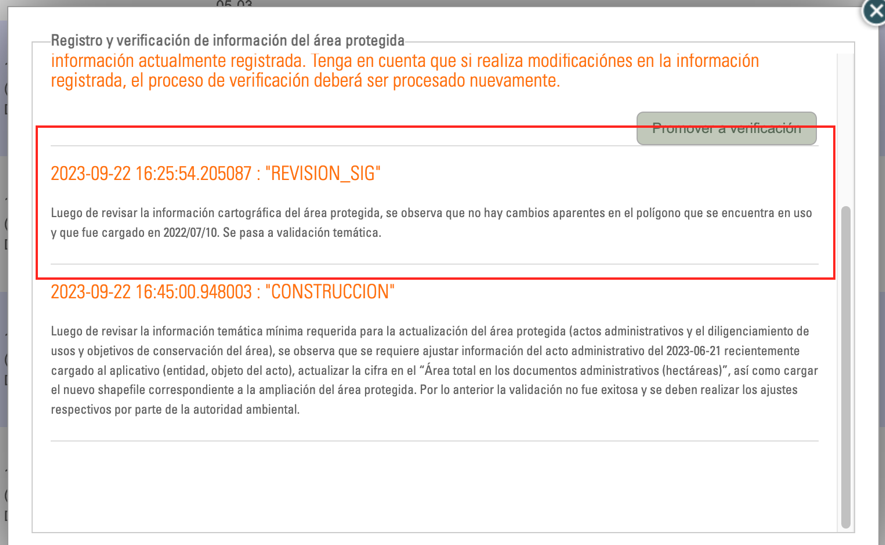 05-03
Registro y verificación de información del área protegida
información actualmente registrada. Tenga en cuenta que si realiza modificaciónes en la información
registrada, el proceso de verificación deberá ser procesado nuevamente.
Promover a verificación
2023-09-22 16:25:54.205087 : "REVISION_SIG"
Luego de revisar la información cartográfica del área protegida, se observa que no hay cambios aparentes en el polígono que se encuentra en uso
y que fue cargado en 2022/07/10. Se pasa a validación temática.
2023-09-22 16:45:00.948003 : "CONSTRUCCION"
Luego de revisar la información temática mínima requerida para la actualización del área protegida (actos administrativos y el diligenciamiento de
usos y objetivos de conservación del área), se observa que se requiere ajustar información del acto administrativo del 2023-06-21 recientemente
cargado al aplicativo (entidad, objeto del acto), actualizar la cifra en el “Área total en los documentos administrativos (hectáreas)”, así como cargar
el nuevo shapefile correspondiente a la ampliación del área protegida. Por lo anterior la validación no fue exitosa y se deben realizar los ajustes
respectivos por parte de la autoridad ambiental.